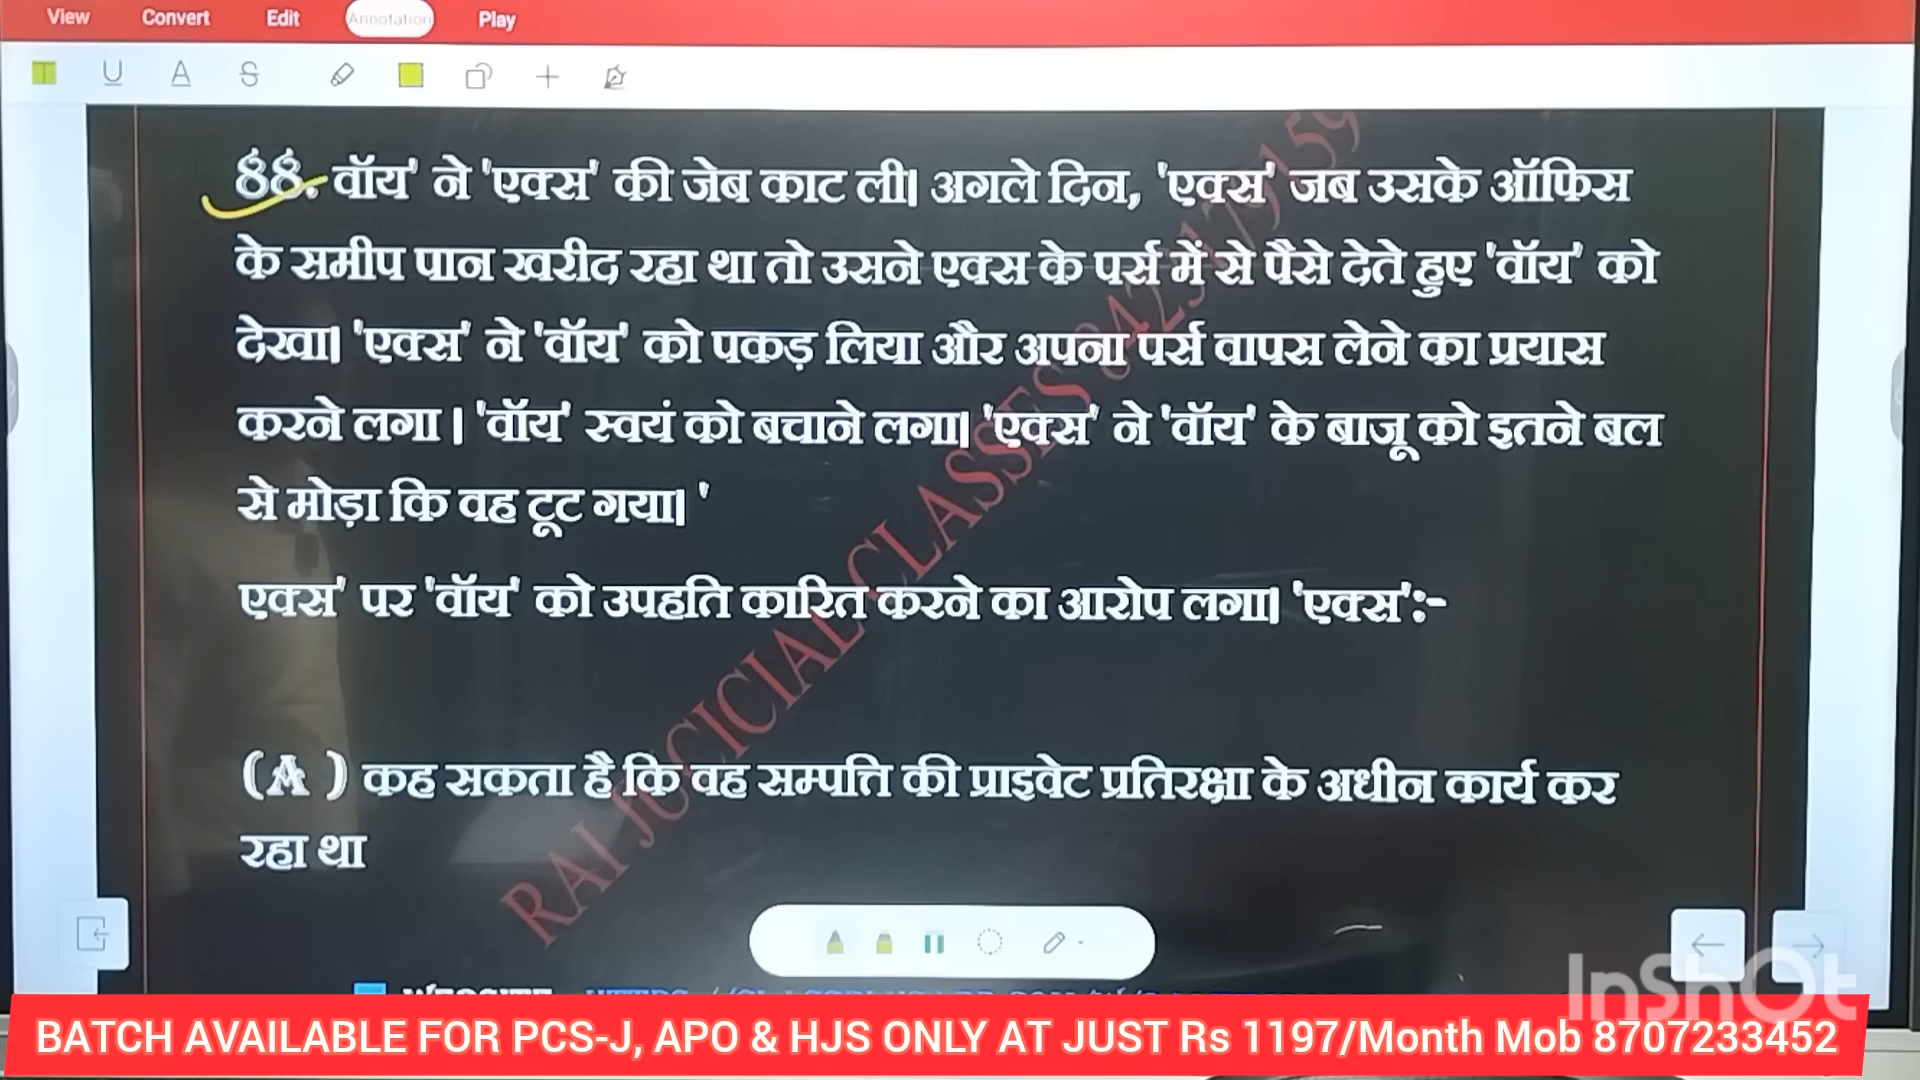 View Convert Edit Annotation Play
88. वॉय' ने 'एक्स' की जेब काट ली। अगले दिन, 'एक्स' जब उसके ऑफिस
के समीप पान खरीद रहा था तो उसने एक्स के पर्स में से पैसे देते हुए 'वॉय' को
देखा। 'एक्स' ने 'वॉय' को पकड़ लिया और अपना पर्स वापस लेने का प्रयास
करने लगा । 'वॉय' स्वयं को बचाने लगा। 'एक्स' ने 'वॉय' के बाजू को इतने बल
से मोड़ा कि वह टूट गया। '
एक्स' पर 'वॉय' को उपहति कारित करने का आरोप लगा। 'एक्स':-
(A ) कह सकता है कि वह सम्पत्ति की प्राइवेट प्रतिरक्षा के अधीन कार्य कर
रहा था
RAI JUCICIAL CLASSES
InShOt
BATCH AVAILABLE FOR PCS-J, APO & HJS ONLY AT JUST Rs 1197/Month Mob 8707233452